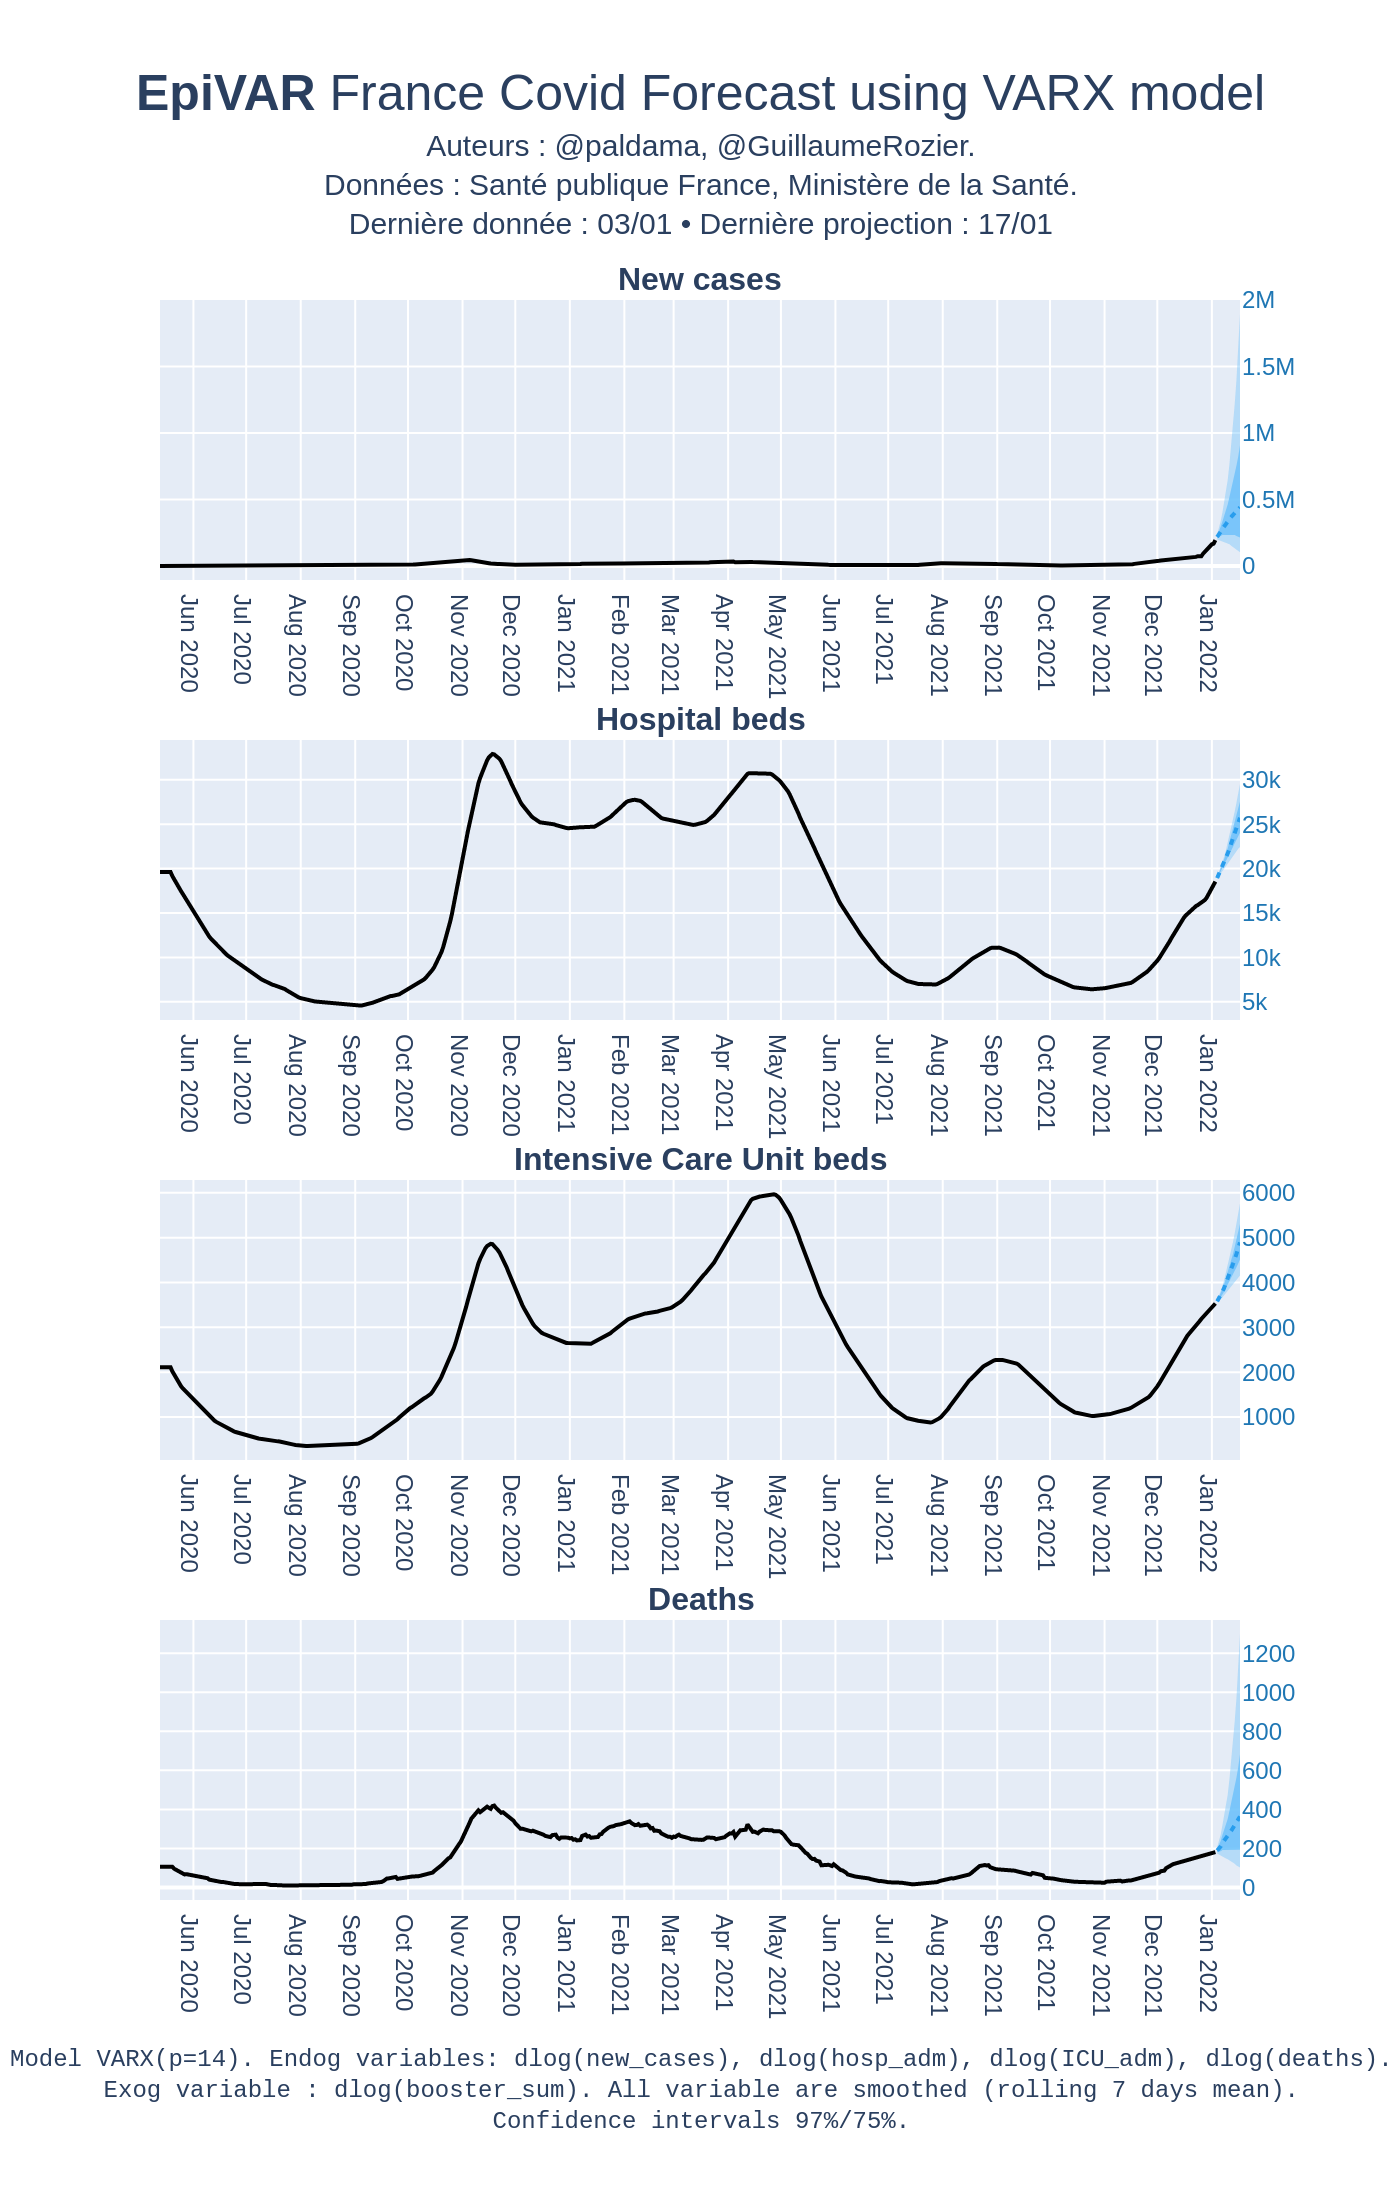 EpiVAR France Covid Forecast using VARX model
Auteurs : @paldama, @GuillaumeRozier.
Données : Santé publique France, Ministère de la Santé.
Dernière donnée : 03/01 • Dernière projection : 17/01
New cases
2M
1.5M
1M
0.5M
0
Jun 2020
Jul 2020
Aug 2020
Sep 2020
Oct 2020
Nov 2020
Dec 2020
Jan 2021
Feb 2021
Mar 2021
Apr 2021
May 2021
Jun 2021
Jul 2021
Aug 2021
Sep 2021
Oct 2021
Nov 2021
Dec 2021
Jan 2022
Hospital beds
30k
25k
20k
15k
10k
5k
Jun 2020
Jul 2020
Aug 2020
Sep 2020
Oct 2020
Nov 2020
Dec 2020
Jan 2021
Feb 2021
Mar 2021
Apr 2021
May 2021
Jun 2021
Jul 2021
Aug 2021
Sep 2021
Oct 2021
Nov 2021
Dec 2021
Jan 2022
Intensive Care Unit beds
6000
5000
4000
3000
2000
1000
Jun 2020
Jul 2020
Aug 2020
Sep 2020
Oct 2020
Nov 2020
Dec 2020
Jan 2021
Feb 2021
Mar 2021
Apr 2021
May 2021
Jun 2021
Jul 2021
Aug 2021
Sep 2021
Oct 2021
Nov 2021
Dec 2021
Jan 2022
Deaths
1200
1000
800
600
400
200
0
Jun 2020
Jul 2020
Aug 2020
Sep 2020
Oct 2020
Nov 2020
Dec 2020
Jan 2021
Feb 2021
Mar 2021
Apr 2021
May 2021
Jun 2021
Jul 2021
Aug 2021
Sep 2021
Oct 2021
Nov 2021
Dec 2021
Jan 2022
Model VARX(p=14). Endog variables: dlog(new_cases), dlog(hosp_adm), dlog(ICU_adm), dlog(deaths).
Exog variable : dlog(booster_sum). All variable are smoothed (rolling 7 days mean).
Confidence intervals 97%/75%.